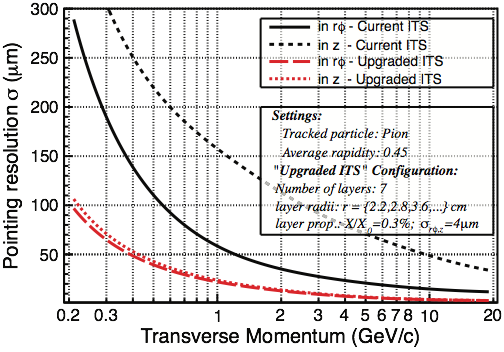 Pointing resolution σ (μm)
300
250
200
150
100
50
in rφ - Current ITS
in z - Current ITS
in rφ - Upgraded ITS
in z - Upgraded ITS
Settings:
Tracked particle: Pion
Average rapidity: 0.45
"Upgraded ITS" Configuration:
Number of layers: 7
layer radii: r = {2.2,2.8,3.6,...} cm
layer prop.: X/X0=0.3%; σrφ,z=4μm
0.2 0.3 1 2 3 4 5 6 7 8 10 20
Transverse Momentum (GeV/c)